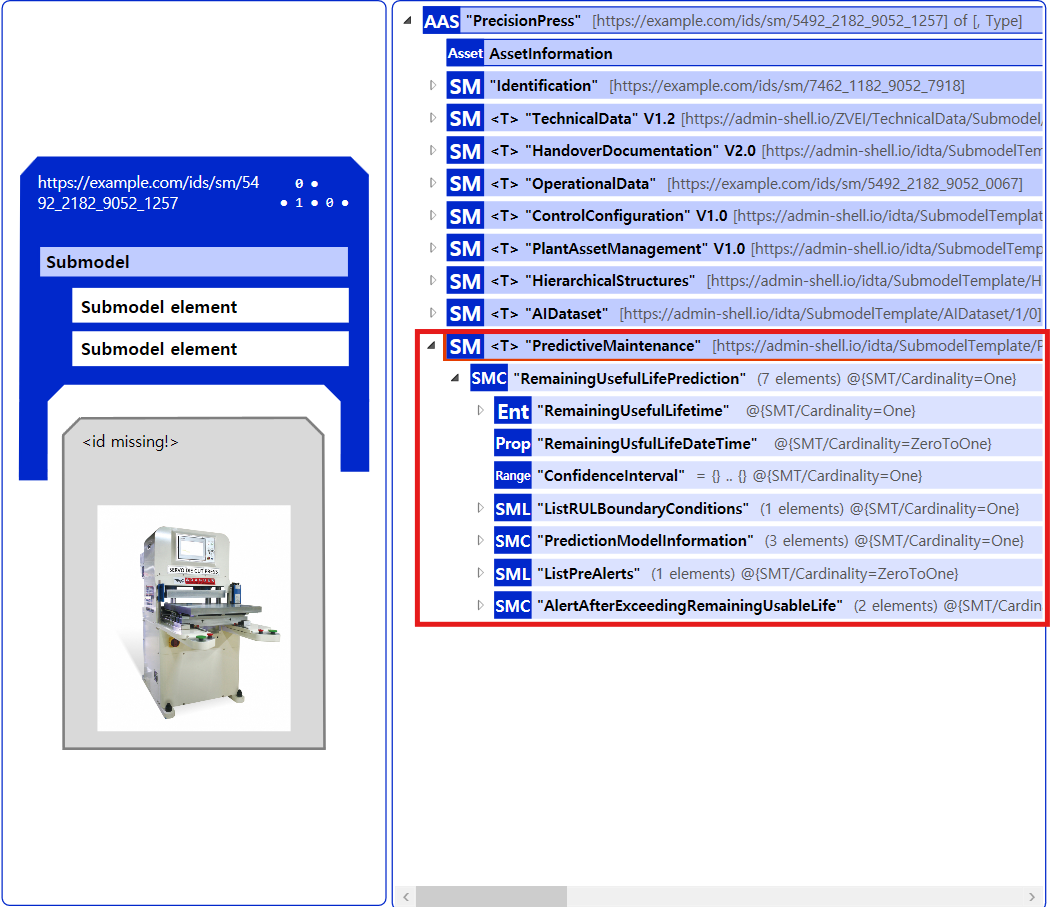 https://example.com/ids/sm/54
92_2182_9052_1257
0 ●
● 1 ● 0 ●
Submodel
Submodel element
Submodel element
<id missing!>
SERVO DIE CUT PRESS
AAS "PrecisionPress" [https://example.com/ids/sm/5492_2182_9052_1257] of [, Type]
Asset AssetInformation
SM "Identification" [https://example.com/ids/sm/7462_1182_9052_7918]
SM <T> "TechnicalData" V1.2 [https://admin-shell.io/ZVEI/TechnicalData/Submodel/
SM <T> "HandoverDocumentation" V2.0 [https://admin-shell.io/idta/SubmodelTem
SM <T> "OperationalData" [https://example.com/ids/sm/5492_2182_9052_0067]
SM <T> "ControlConfiguration" V1.0 [https://admin-shell.io/idta/SubmodelTemplat
SM <T> "PlantAssetManagement" V1.0 [https://admin-shell.io/idta/SubmodelTemp
SM <T> "HierarchicalStructures" [https://admin-shell.io/idta/SubmodelTemplate/H
SM <T> "AIDataset" [https://admin-shell.io/idta/SubmodelTemplate/AIDataset/1/0]
SM <T> "PredictiveMaintenance" [https://admin-shell.io/idta/SubmodelTemplate/P
SMC "RemainingUsefulLifePrediction" (7 elements) @{SMT/Cardinality=One}
Ent "RemainingUsefulLifetime" @{SMT/Cardinality=One}
Prop "RemainingUsfulLifeDateTime" @{SMT/Cardinality=ZeroToOne}
Range "ConfidenceInterval" = {} .. {} @{SMT/Cardinality=One}
SML "ListRULBoundaryConditions" (1 elements) @{SMT/Cardinality=One}
SMC "PredictionModelInformation" (3 elements) @{SMT/Cardinality=One}
SML "ListPreAlerts" (1 elements) @{SMT/Cardinality=ZeroToOne}
SMC "AlertAfterExceedingRemainingUsableLife" (2 elements) @{SMT/Cardin